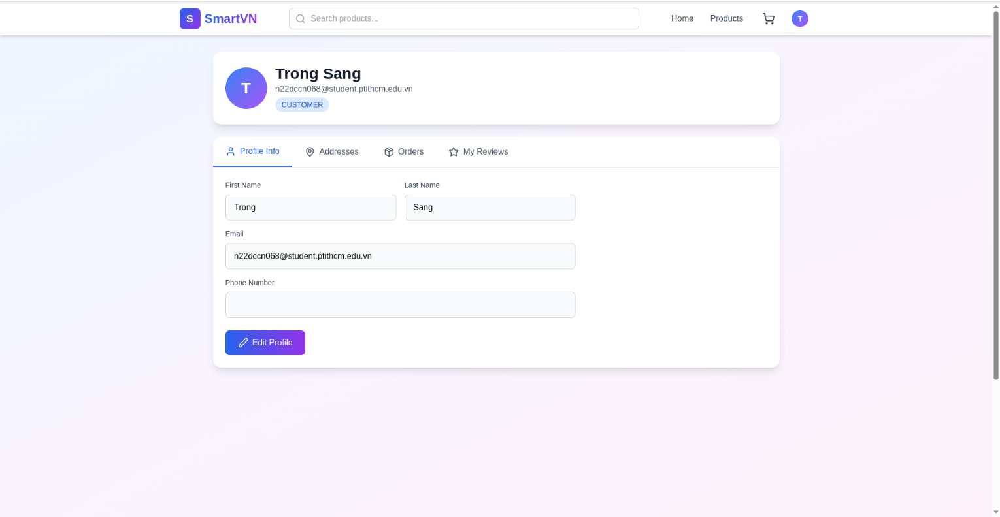 S SmartVN Search products... Home Products T
T
Trong Sang
n22dccn068@student.ptithcm.edu.vn
CUSTOMER
Profile Info Addresses Orders My Reviews
First Name Last Name
Trong Sang
Email
n22dccn068@student.ptithcm.edu.vn
Phone Number
Edit Profile